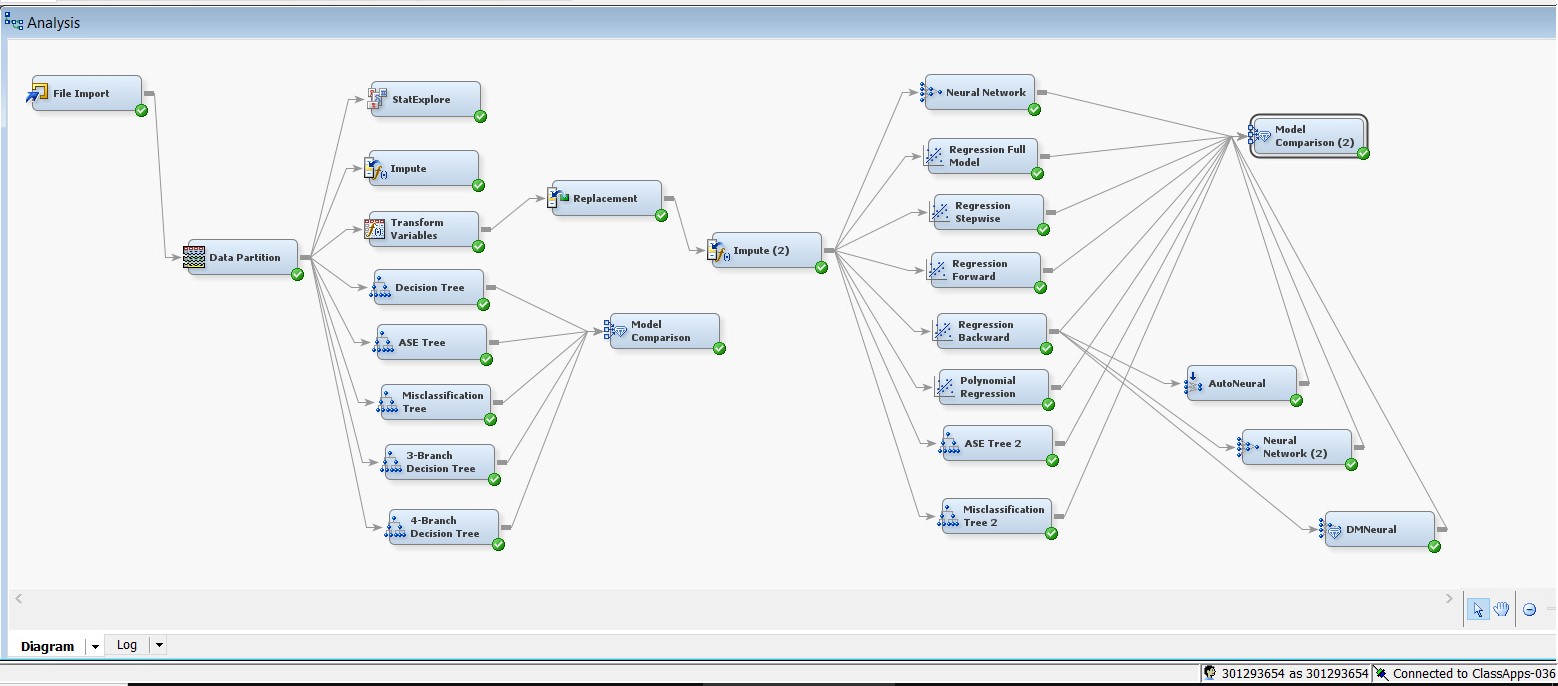 Analysis
File Import
Data Partition
StatExplore
Impute
Transform
Variables
Decision Tree
ASE Tree
Misclassification
Tree
3-Branch
Decision Tree
4-Branch
Decision Tree
Replacement
Model
Comparison
Impute (2)
Neural Network
Regression Full
Model
Regression
Stepwise
Regression
Forward
Regression
Backward
Polynomial
Regression
ASE Tree 2
Misclassification
Tree 2
Model
Comparison (2)
AutoNeural
Neural
Network (2)
DMNeural
Diagram
Log
301293654 as 301293654
Connected to ClassApps-036